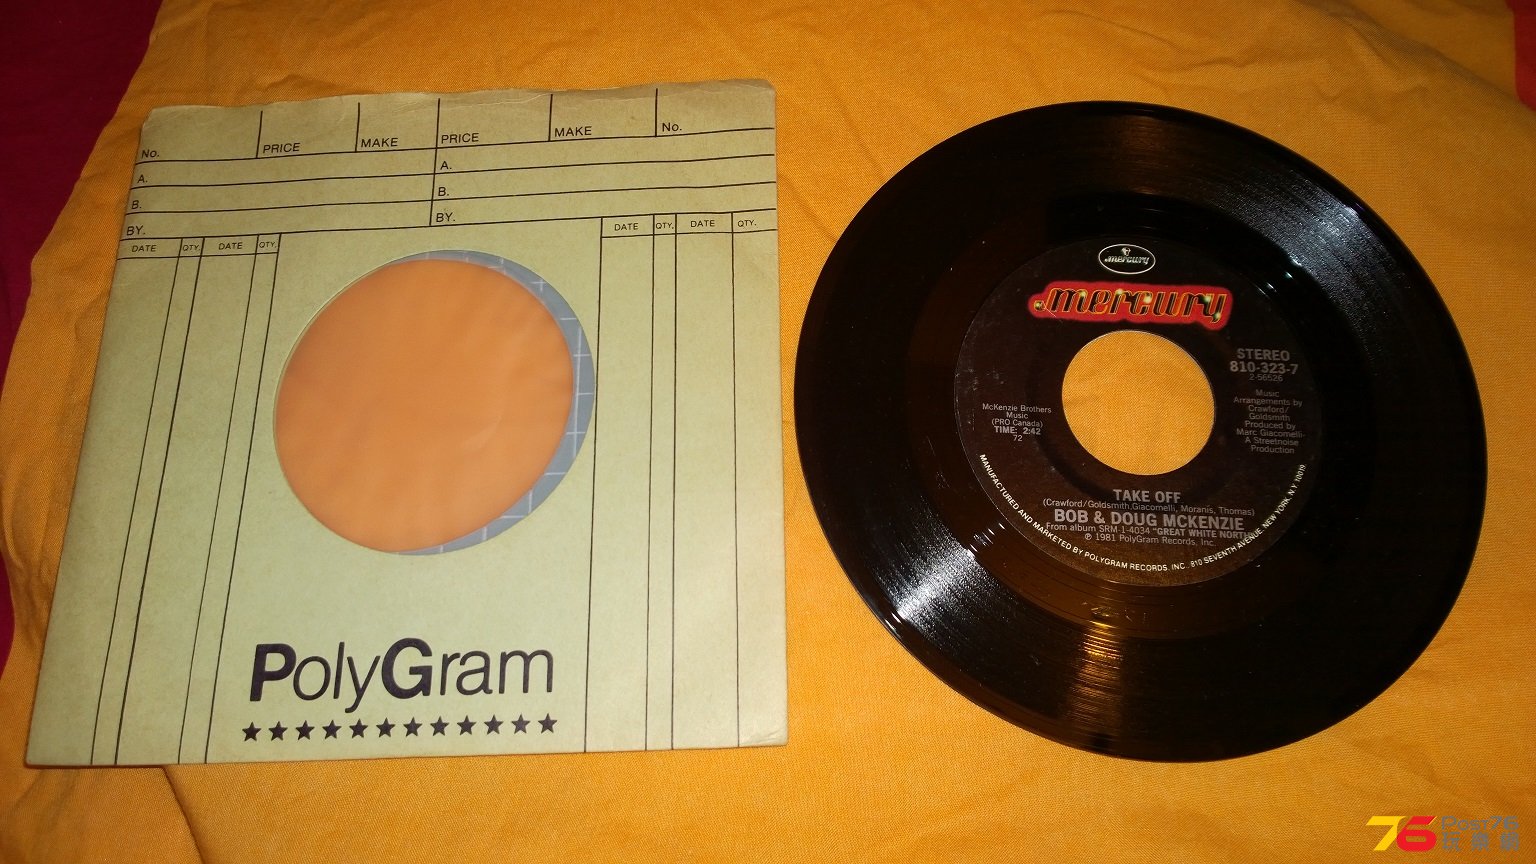 No.
PRICE
MAKE
PRICE
MAKE
No.
A.
A.
B.
B.
BY.
BY.
DATE
QTY.
DATE
QTY.
DATE
QTY.
DATE
QTY.
PolyGram
mercury
mercury
STEREO
810-323-7
2-56526
Music
Arrangements by
Crawford/
Goldsmith
Produced by
Marc Giacomelli-
A Streetnoise
Production
McKenzie Brothers
Music
(PRO Canada)
TIME: 2:42
72
TAKE OFF
(Crawford/Goldsmith,Giacomelli, Moranis, Thomas)
BOB & DOUG MCKENZIE
From album SRM-1-4034 "GREAT WHITE NORTH
℗ 1981 PolyGram Records, Inc.
MANUFACTURED AND MARKETED BY POLYGRAM RECORDS, INC., 810 SEVENTH AVENUE, NEW YORK, N.Y. 10019
76 Post76
玩樂網